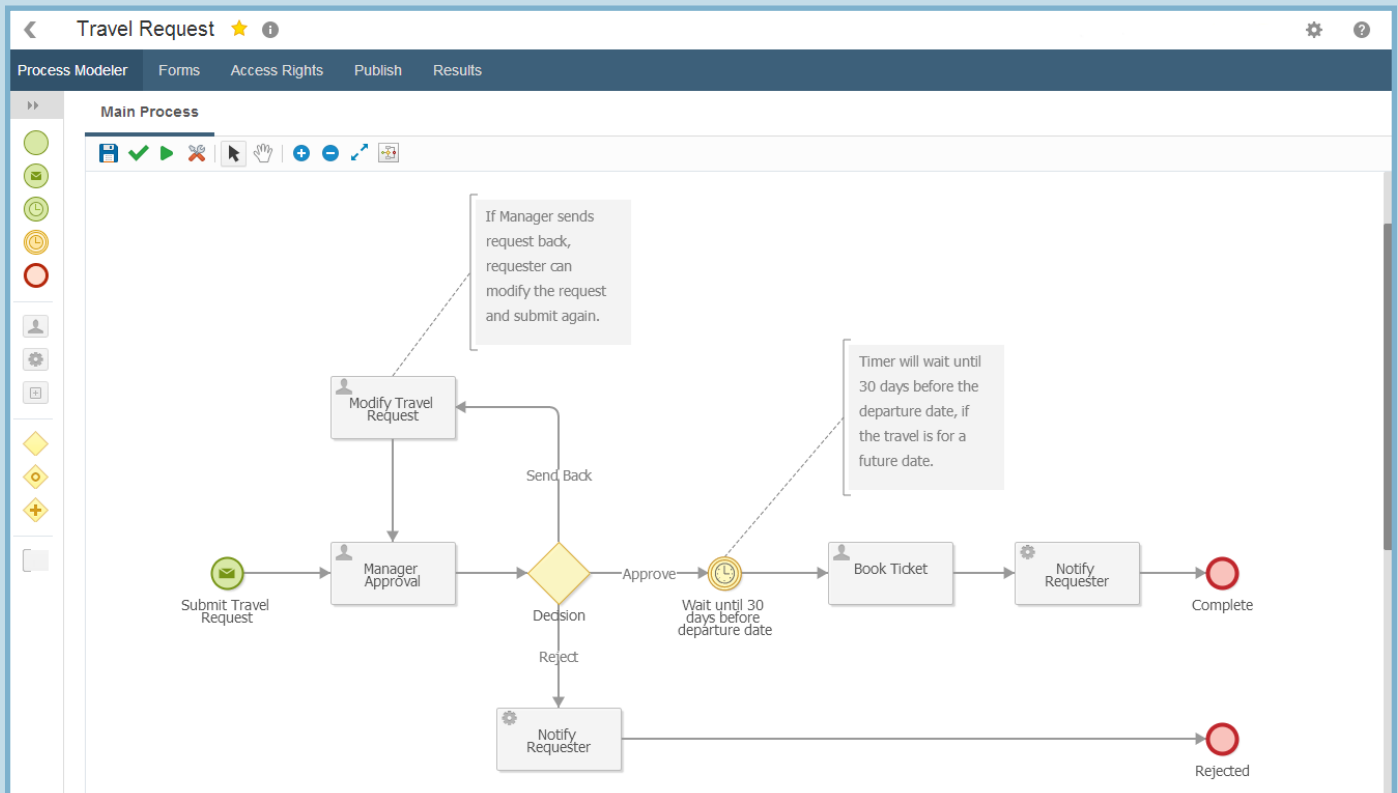 Travel Request
Process Modeler Forms Access Rights Publish Results
Main Process
If Manager sends
request back,
requester can
modify the request
and submit again.
Timer will wait until
30 days before the
departure date, if
the travel is for a
future date.
Modify Travel
Request
Send Back
Submit Travel
Request
Manager
Approval
Decision
Approve
Wait until 30
days before
departure date
Book Ticket
Notify
Requester
Complete
Reject
Notify
Requester
Rejected